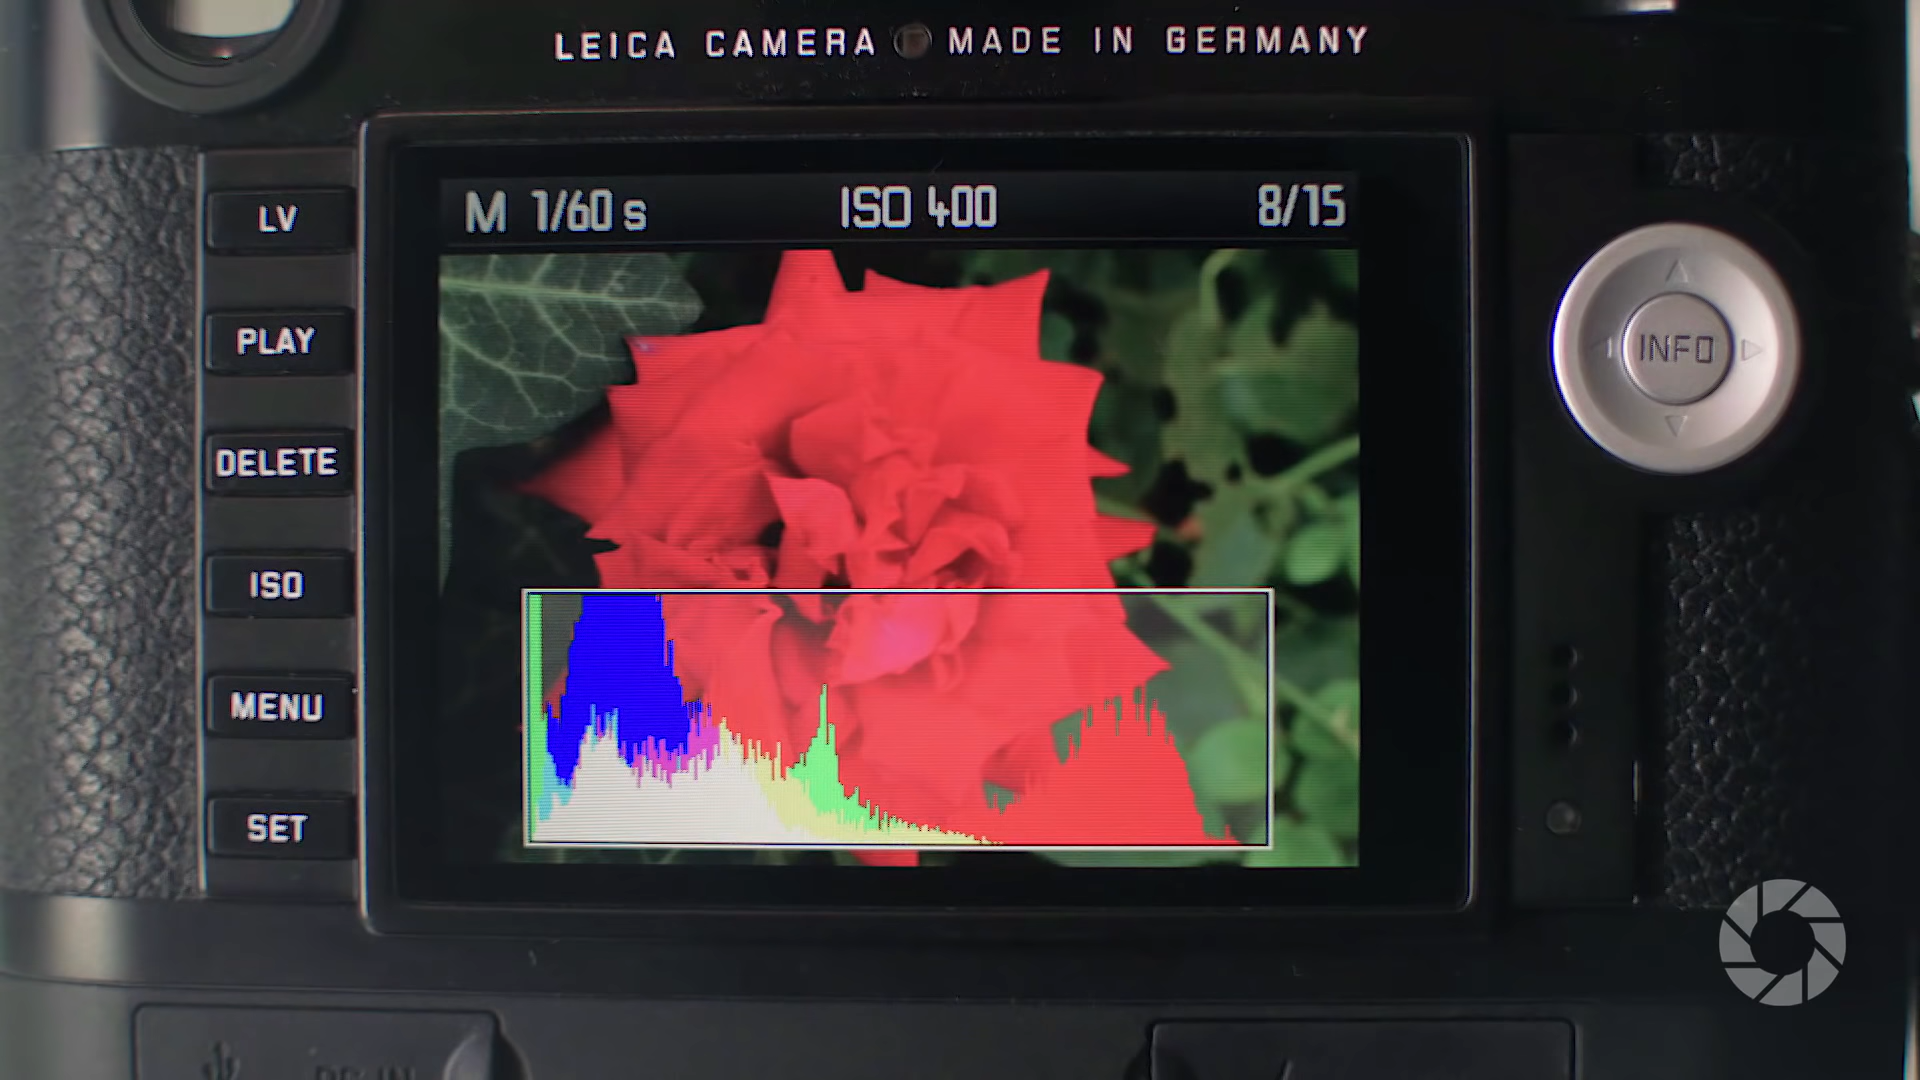 LEICA CAMERA MADE IN GERMANY
M 1/60 s ISO 400 8/15
LV
PLAY
DELETE
ISO
MENU
SET
INFO